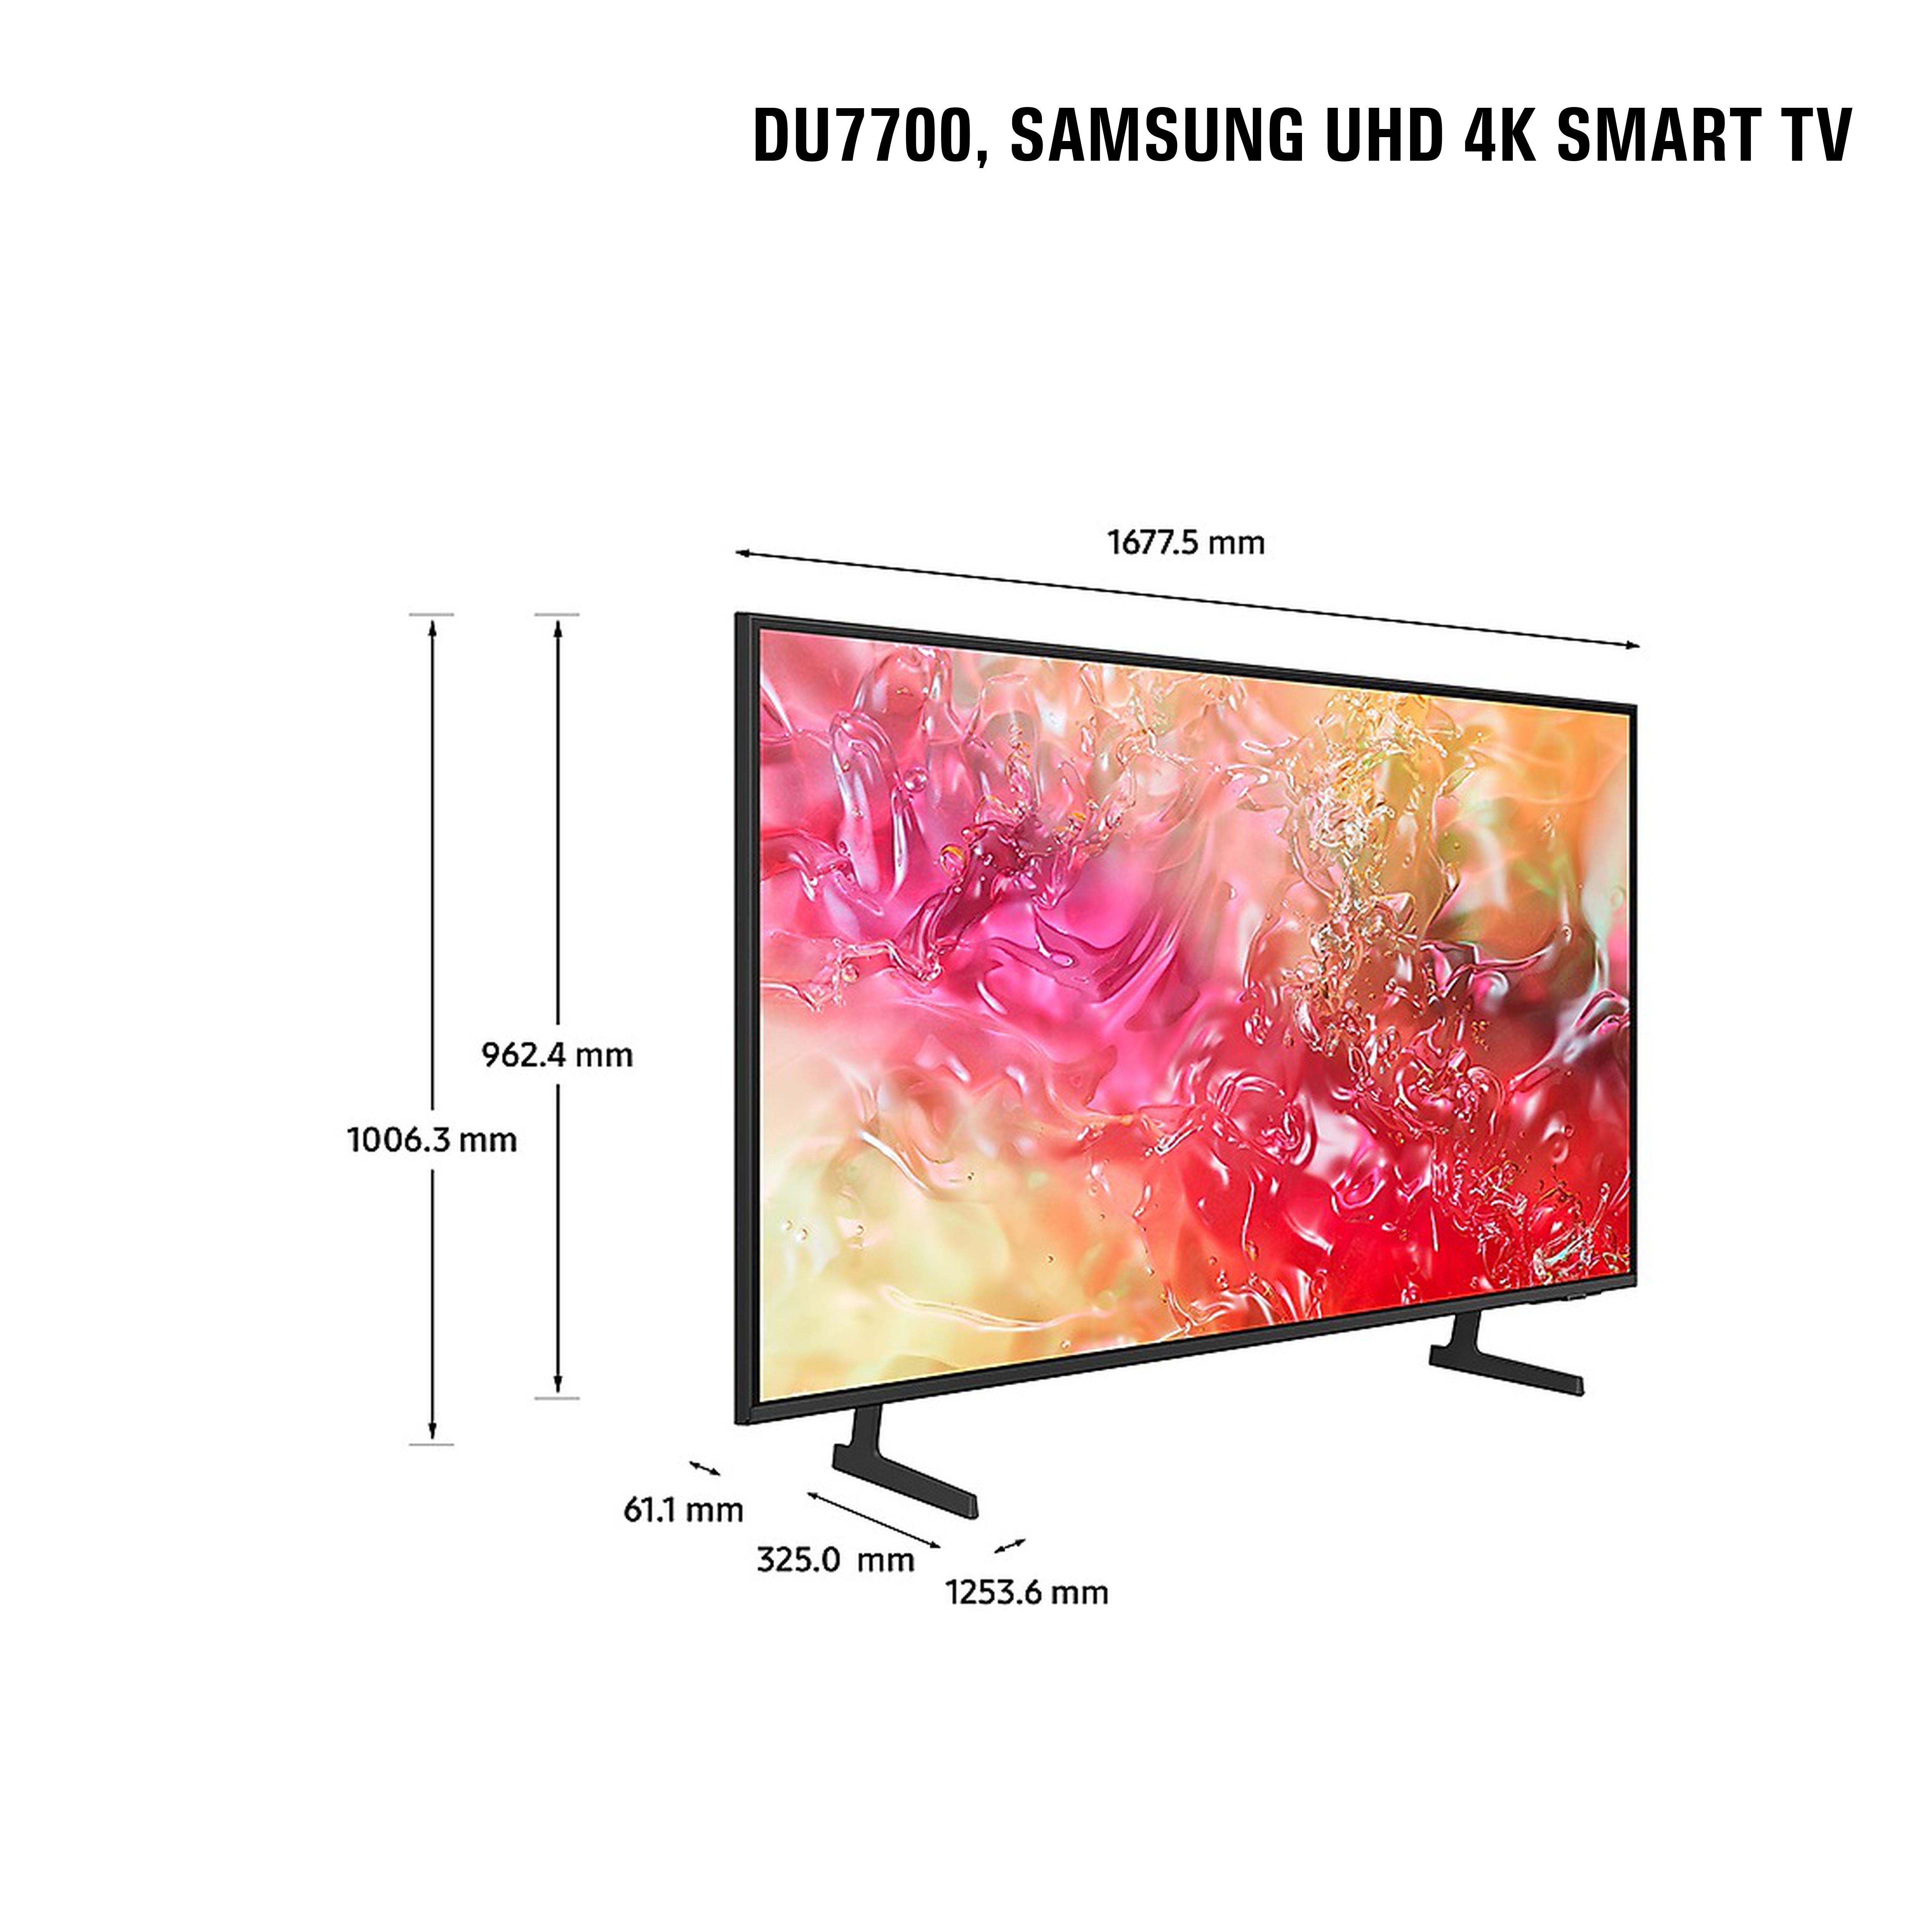 DU7700, SAMSUNG UHD 4K SMART TV
1677.5 mm
962.4 mm
1006.3 mm
61.1 mm
325.0 mm
1253.6 mm